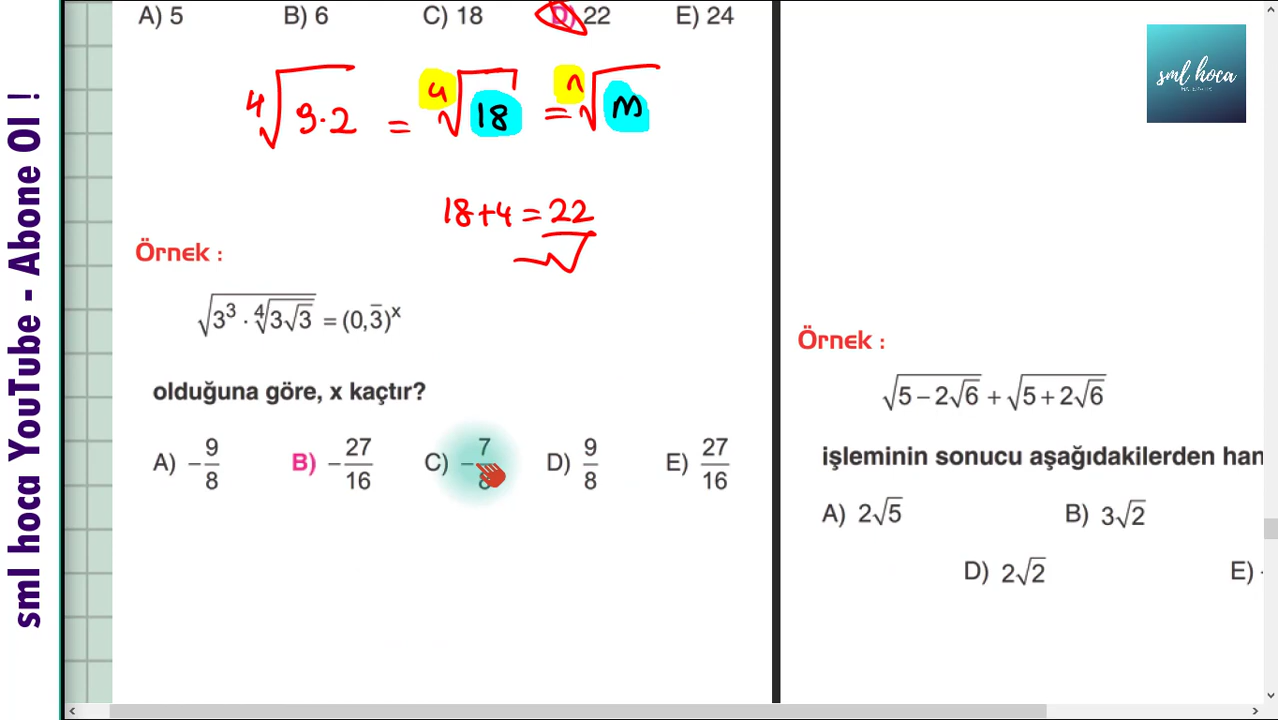 sml hoca YouTube - Abone Ol !
A) 5 B) 6 C) 18 D) 22 E) 24
⁴√9·2 = ⁴√18 = ⁿ√m
18+4=22
Örnek :
√(3³ · ⁴√(3√3)) = (0,3̅)ˣ
olduğuna göre, x kaçtır?
A) −9/8 B) −27/16 C) −7/8 D) 9/8 E) 27/16
sml hoca
Örnek :
√(5 − 2√6) + √(5 + 2√6)
işleminin sonucu aşağıdakilerden han
A) 2√5 B) 3√2
D) 2√2 E)